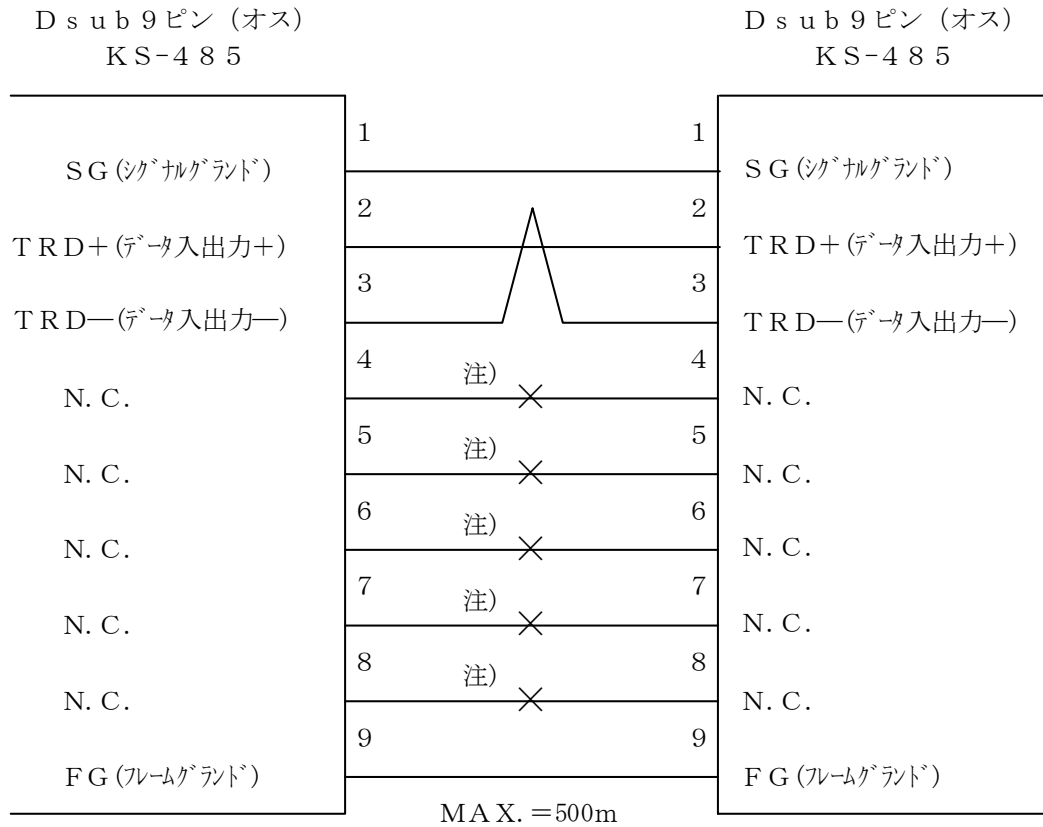 Ｄｓｕｂ９ピン（オス） Ｄｓｕｂ９ピン（オス）
ＫＳ-４８５ ＫＳ-４８５
１ １
ＳＧ(ｼｸﾞﾅﾙｸﾞﾗﾝﾄﾞ) ＳＧ(ｼｸﾞﾅﾙｸﾞﾗﾝﾄﾞ)
２ ２
ＴＲＤ＋(ﾃﾞｰﾀ入出力＋) ＴＲＤ＋(ﾃﾞｰﾀ入出力＋)
３ ３
ＴＲＤ―(ﾃﾞｰﾀ入出力―) ＴＲＤ―(ﾃﾞｰﾀ入出力―)
４ 注) ４
Ｎ.Ｃ. Ｎ.Ｃ.
５ 注) ５
Ｎ.Ｃ. Ｎ.Ｃ.
６ 注) ６
Ｎ.Ｃ. Ｎ.Ｃ.
７ 注) ７
Ｎ.Ｃ. Ｎ.Ｃ.
８ 注) ８
Ｎ.Ｃ. Ｎ.Ｃ.
９ ９
ＦＧ(ﾌﾚｰﾑｸﾞﾗﾝﾄﾞ) ＦＧ(ﾌﾚｰﾑｸﾞﾗﾝﾄﾞ)
ＭＡＸ.＝500ｍ